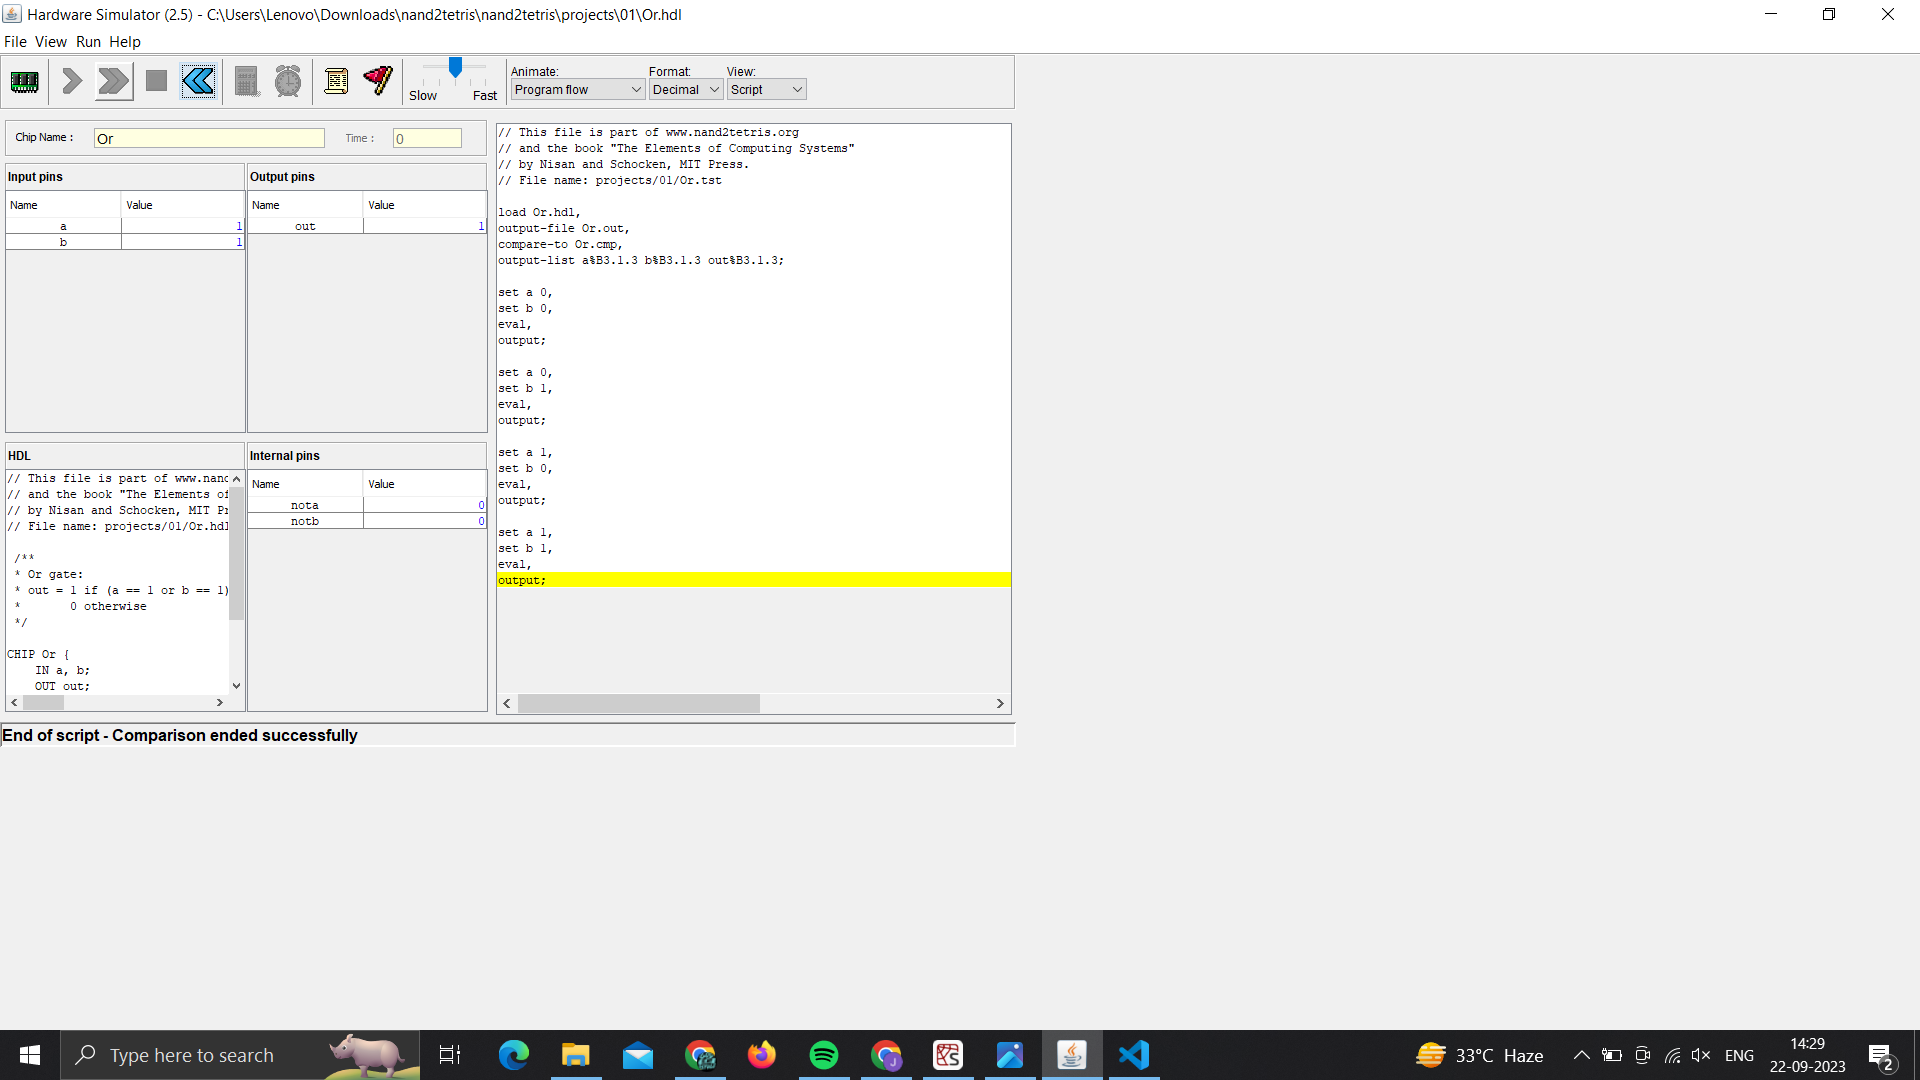 Hardware Simulator (2.5) - C:\Users\Lenovo\Downloads\nand2tetris\nand2tetris\projects\01\Or.hdl
File View Run Help
Slow Fast
Animate: Format: View:
Program flow Decimal Script
Chip Name : Or Time : 0
Input pins
Name Value
a 1
b 1
Output pins
Name Value
out 1
HDL
// This file is part of www.nand
// and the book "The Elements of
// by Nisan and Schocken, MIT Pr
// File name: projects/01/Or.hdl
/**
* Or gate:
* out = 1 if (a == 1 or b == 1)
* 0 otherwise
*/
CHIP Or {
IN a, b;
OUT out;
Internal pins
Name Value
nota 0
notb 0
// This file is part of www.nand2tetris.org
// and the book "The Elements of Computing Systems"
// by Nisan and Schocken, MIT Press.
// File name: projects/01/Or.tst
load Or.hdl,
output-file Or.out,
compare-to Or.cmp,
output-list a%B3.1.3 b%B3.1.3 out%B3.1.3;
set a 0,
set b 0,
eval,
output;
set a 0,
set b 1,
eval,
output;
set a 1,
set b 0,
eval,
output;
set a 1,
set b 1,
eval,
output;
End of script - Comparison ended successfully
Type here to search
33°C Haze
ENG
14:29
22-09-2023
2